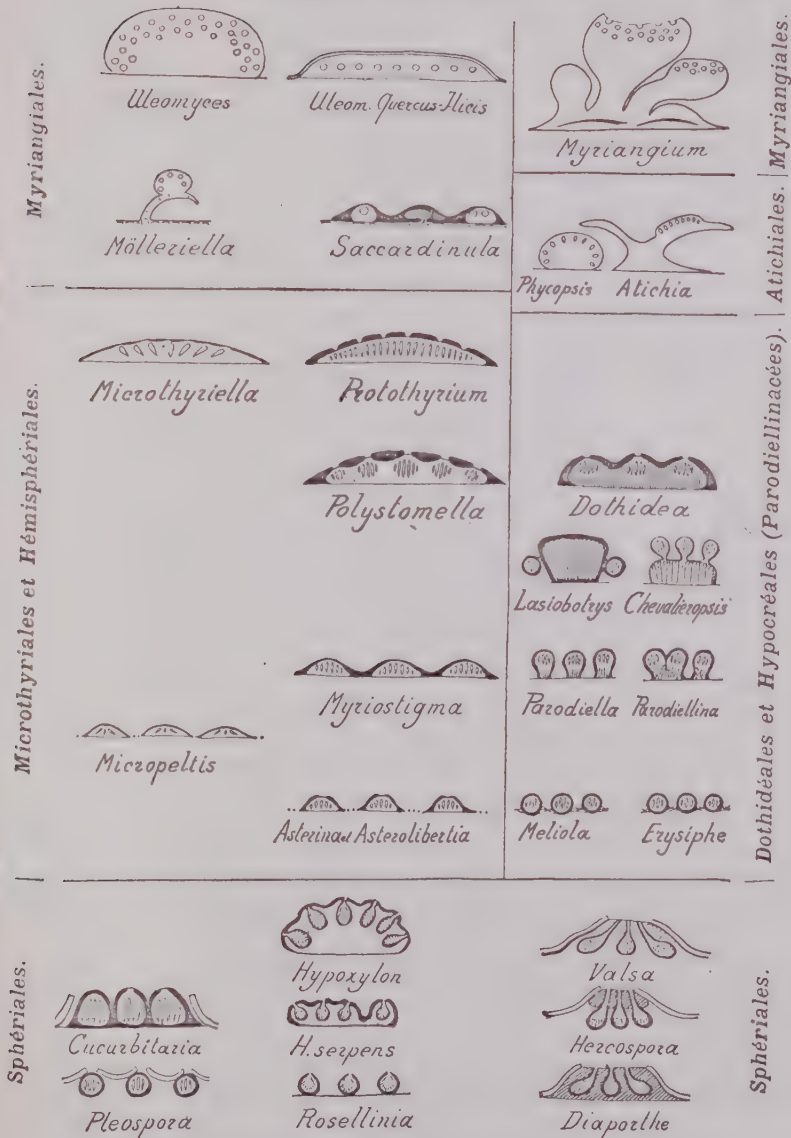 Myriangiales.
Uleomyces
Uleom. Quercus-Ilicis
Mölleriella
Saccardinula
Myriangium
Myriangiales.
Phycopsis
Atichia
Atichiales.
Microthyriales et Hémisphériales.
Microthyriella
Protothyrium
Polystomella
Myriostigma
Micropeltis
Asterina et Asterolibertia
Dothidea
Lasiobotrys
Chevalieropsis
Parodiella
Parodiellina
Meliola
Erysiphe
Dothidéales et Hypocréales (Parodiellinacées).
Sphériales.
Cucurbitaria
Pleospora
Hypoxylon
H. serpens
Rosellinia
Valsa
Hercospora
Diaporthe
Sphériales.